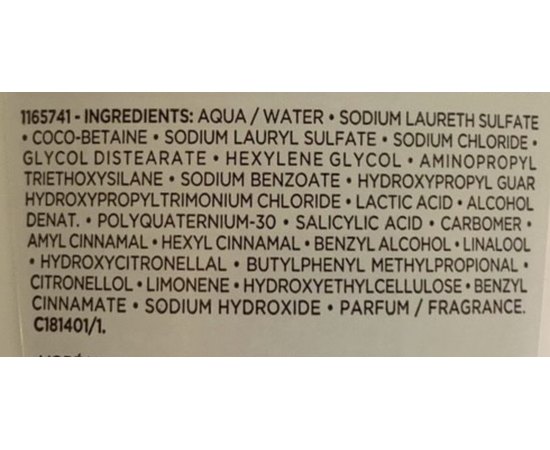 1165741 - INGREDIENTS: AQUA / WATER • SODIUM LAURETH SULFATE
• COCO-BETAINE • SODIUM LAURYL SULFATE • SODIUM CHLORIDE •
GLYCOL DISTEARATE • HEXYLENE GLYCOL • AMINOPROPYL
TRIETHOXYSILANE • SODIUM BENZOATE • HYDROXYPROPYL GUAR
HYDROXYPROPYLTRIMONIUM CHLORIDE • LACTIC ACID • ALCOHOL
DENAT. • POLYQUATERNIUM-30 • SALICYLIC ACID • CARBOMER •
AMYL CINNAMAL • HEXYL CINNAMAL • BENZYL ALCOHOL • LINALOOL
• HYDROXYCITRONELLAL • BUTYLPHENYL METHYLPROPIONAL •
CITRONELLOL • LIMONENE • HYDROXYETHYLCELLULOSE • BENZYL
CINNAMATE • SODIUM HYDROXIDE • PARFUM / FRAGRANCE.
C181401/1.